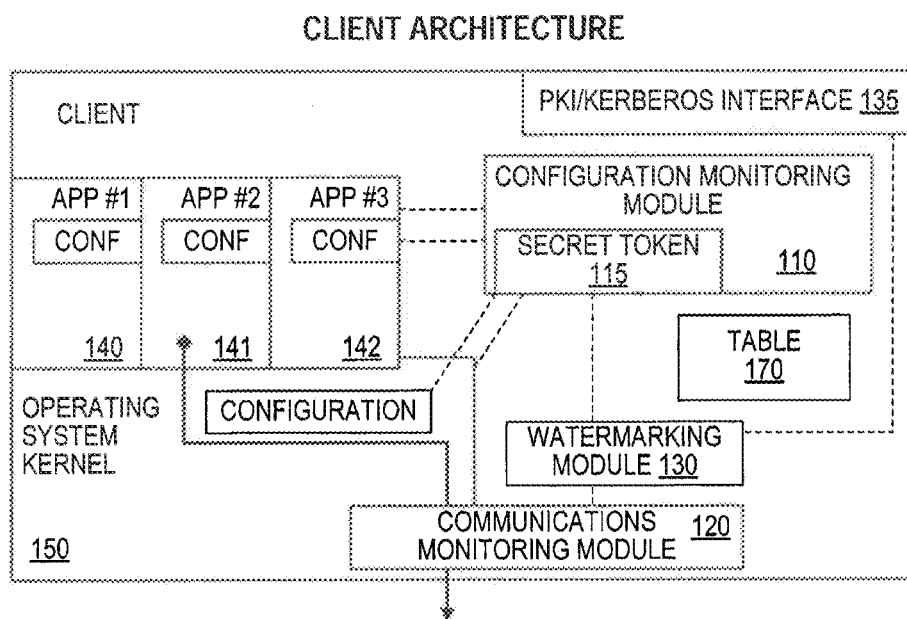 CLIENT ARCHITECTURE
CLIENT
PKI/KERBEROS INTERFACE 135
APP #1
APP #2
APP #3
CONF
CONF
CONF
140
141
142
CONFIGURATION MONITORING
MODULE
SECRET TOKEN
115
110
TABLE
170
OPERATING
SYSTEM
KERNEL
150
CONFIGURATION
WATERMARKING
MODULE 130
COMMUNICATIONS
MONITORING MODULE
120